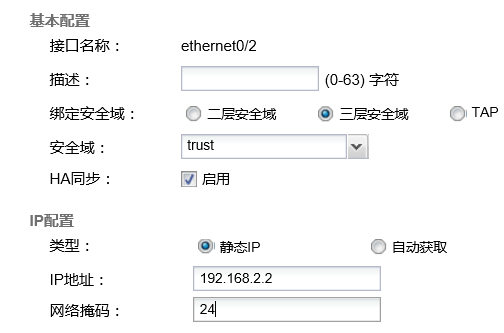 基本配置
接口名称： ethernet0/2
描述： (0-63) 字符
绑定安全域： 二层安全域 三层安全域 TAP
安全域： trust
HA同步： 启用
IP配置
类型： 静态IP 自动获取
IP地址： 192.168.2.2
网络掩码： 24